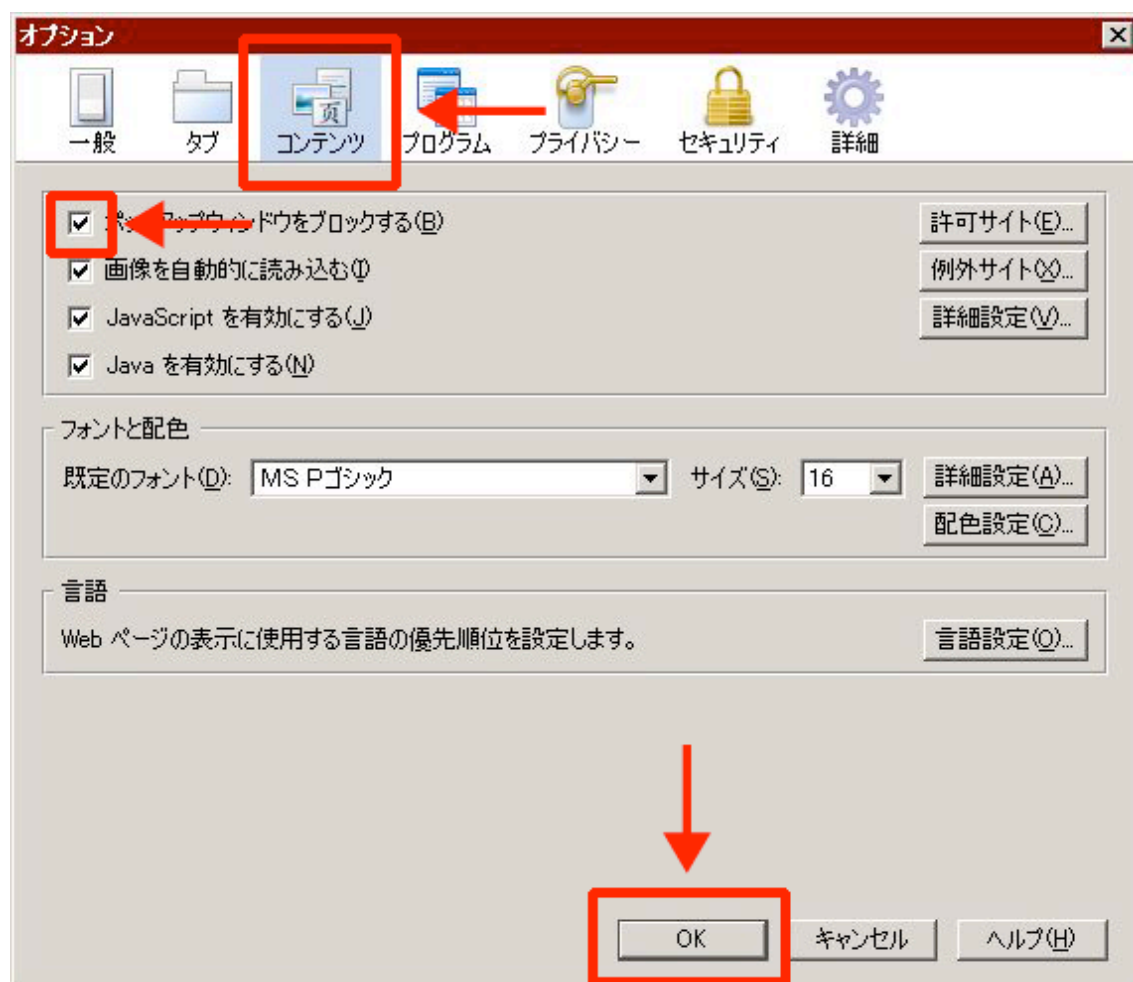 オプション
一般 タブ コンテンツ プログラム プライバシー セキュリティ 詳細
页
ポップアップウィンドウをブロックする(B) 許可サイト(E)...
画像を自動的に読み込む(I) 例外サイト(X)...
JavaScript を有効にする(J) 詳細設定(V)...
Java を有効にする(N)
フォントと配色
既定のフォント(D): MS Pゴシック サイズ(S): 16 詳細設定(A)...
配色設定(C)...
言語
Web ページの表示に使用する言語の優先順位を設定します。 言語設定(O)...
OK キャンセル ヘルプ(H)